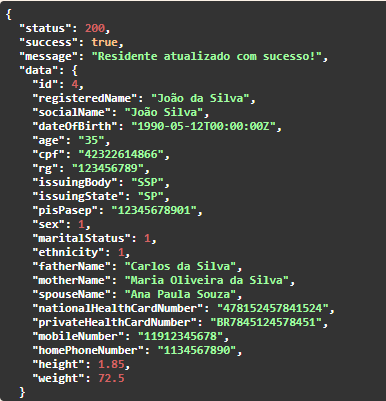 {
"status": 200,
"success": true,
"message": "Residente atualizado com sucesso!",
"data": {
"id": 4,
"registeredName": "João da Silva",
"socialName": "João Silva",
"dateOfBirth": "1990-05-12T00:00:00Z",
"age": "35",
"cpf": "42322614866",
"rg": "123456789",
"issuingBody": "SSP",
"issuingState": "SP",
"pisPasep": "12345678901",
"sex": 1,
"maritalStatus": 1,
"ethnicity": 1,
"fatherName": "Carlos da Silva",
"motherName": "Maria Oliveira da Silva",
"spouseName": "Ana Paula Souza",
"nationalHealthCardNumber": "478152457841524",
"privateHealthCardNumber": "BR7845124578451",
"mobileNumber": "11912345678",
"homePhoneNumber": "1134567890",
"height": 1.85,
"weight": 72.5
}